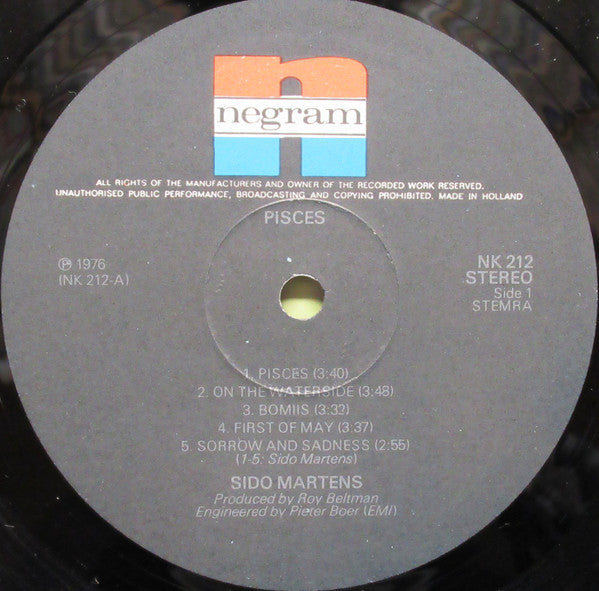 negram
ALL RIGHTS OF THE MANUFACTURERS AND OWNER OF THE RECORDED WORK RESERVED.
UNAUTHORISED PUBLIC PERFORMANCE, BROADCASTING AND COPYING PROHIBITED. MADE IN HOLLAND
PISCES
℗ 1976
(NK 212-A)
NK 212
STEREO
Side 1
STEMRA
1. PISCES (3:40)
2. ON THE WATERSIDE (3:48)
3. BOMIIS (3:32)
4. FIRST OF MAY (3:37)
5. SORROW AND SADNESS (2:55)
(1-5: Sido Martens)
SIDO MARTENS
Produced by Roy Beltman
Engineered by Pieter Boer (EMI)